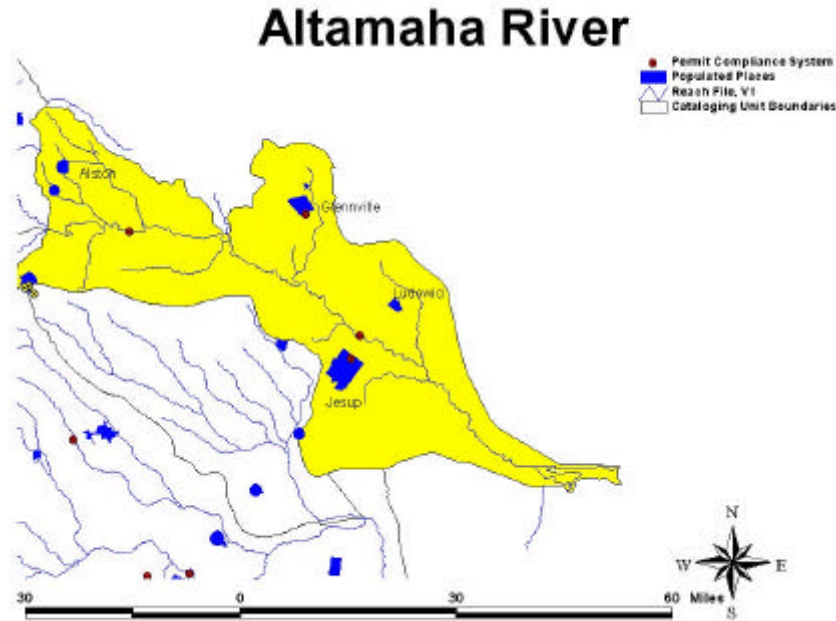 Altamaha River
Permit Compliance System
Populated Places
Reach File, V1
Cataloging Unit Boundaries
Alston
Glennville
Ludowici
Jesup
N
W E
S
30 0 30 60 Miles